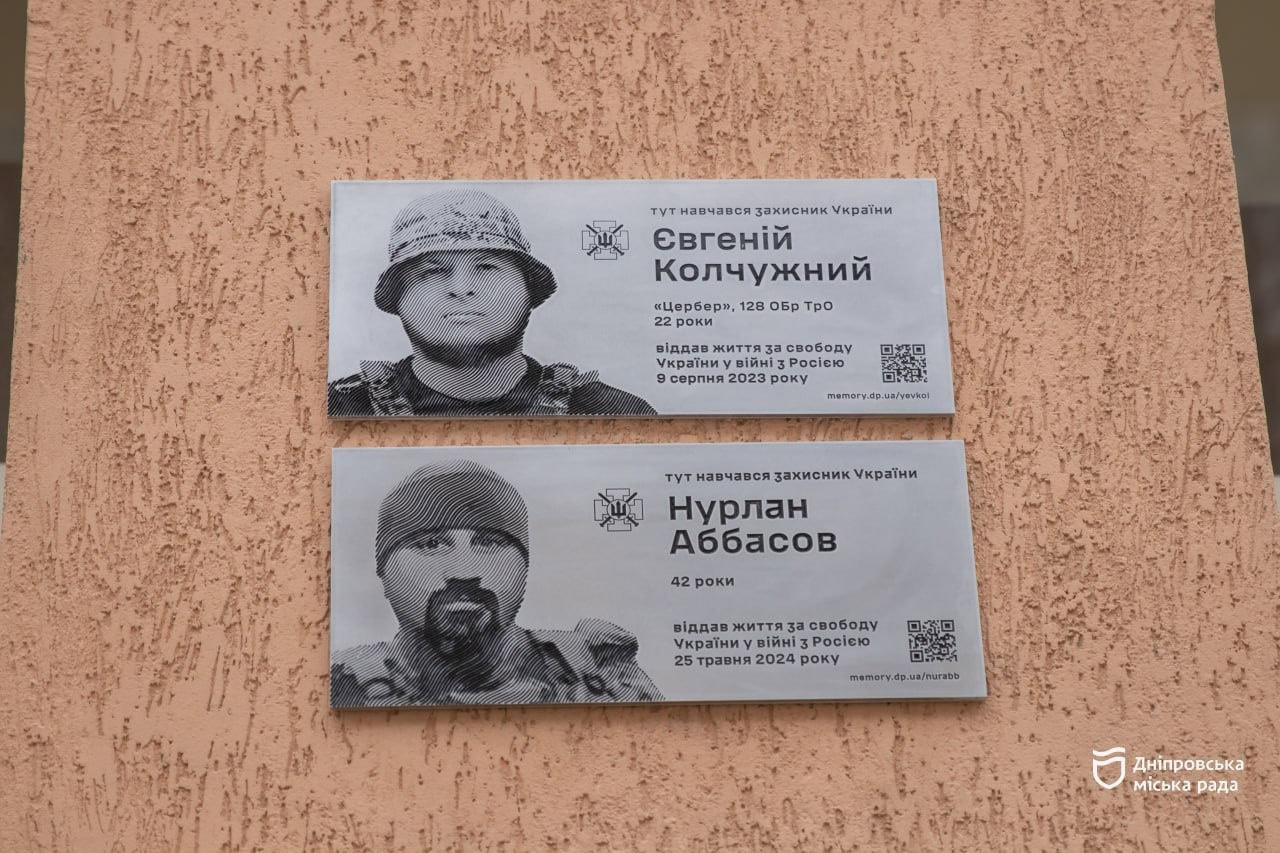 тут навчався захисник України
Євгеній
Колчужний
«Цербер», 128 ОБр ТрО
22 роки
віддав життя за свободу
України у війні з Росією
9 серпня 2023 року
memory.dp.ua/yevkol
тут навчався захисник України
Нурлан
Аббасов
42 роки
віддав життя за свободу
України у війні з Росією
25 травня 2024 року
memory.dp.ua/nurabb
Дніпровська
міська рада